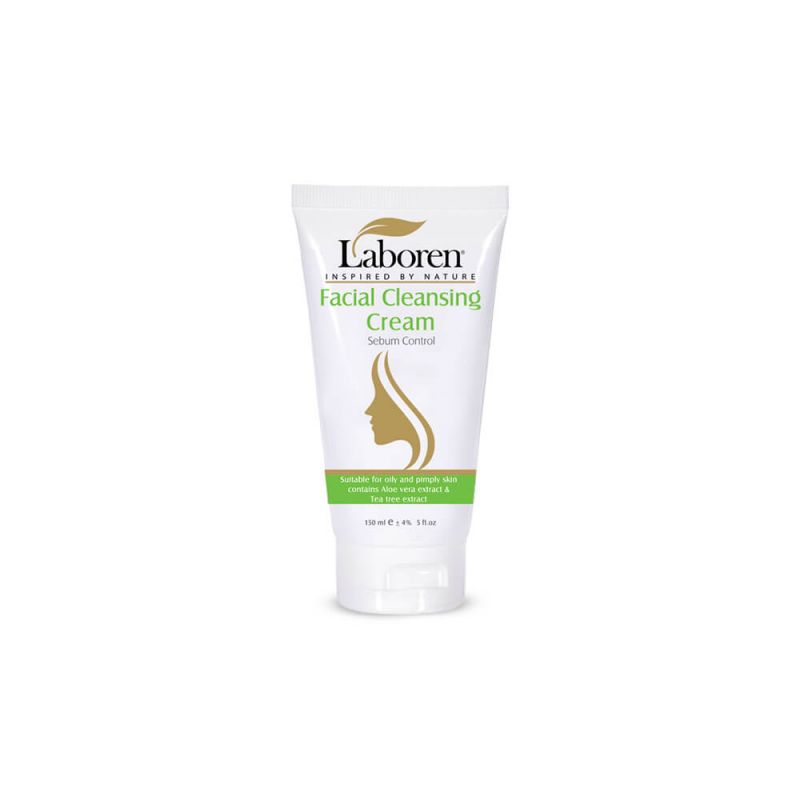 Laboren®
INSPIRED BY NATURE
Facial Cleansing
Cream
Sebum Control
Suitable for oily and pimply skin
contains Aloe vera extract &
Tea tree extract
150 ml ℮ ± 4% 5 fl.oz